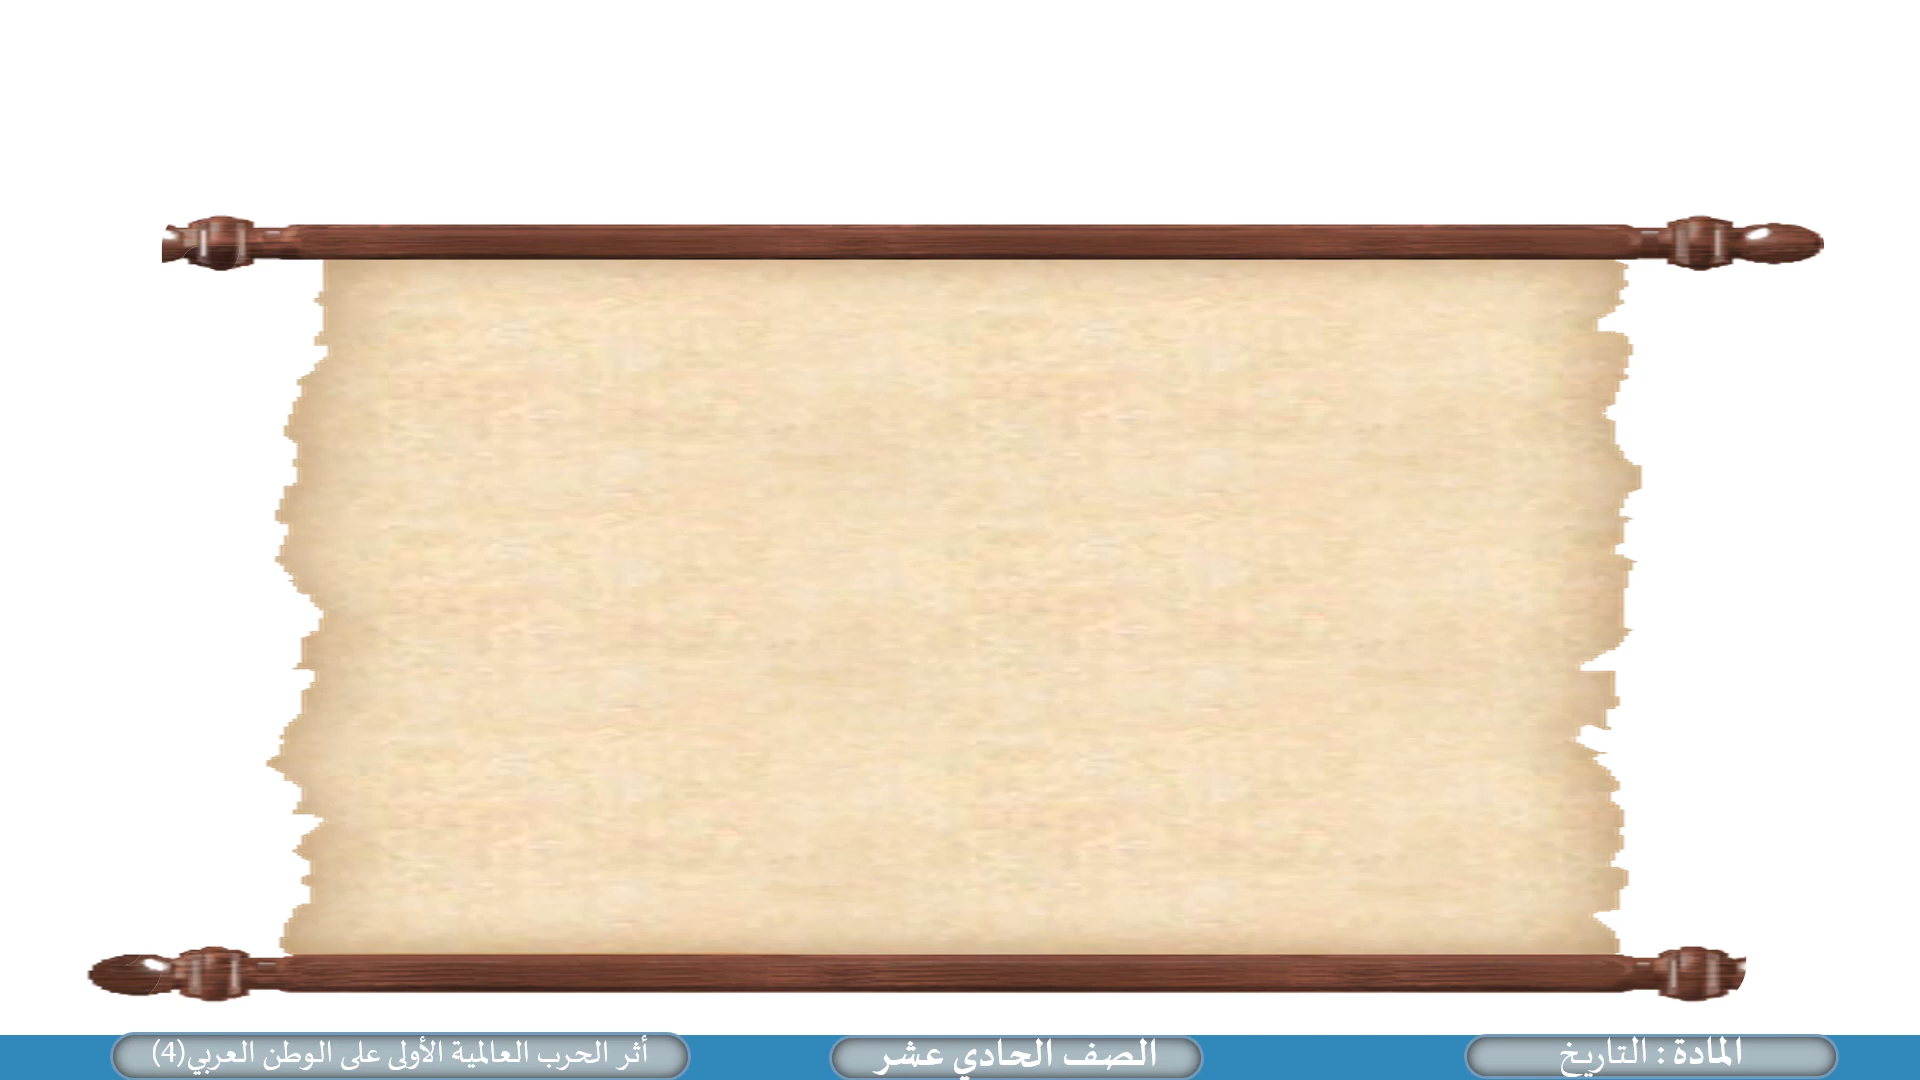 المادة : التاريخ
الصف الحادي عشر
أثر الحرب العالمية الأولى على الوطن العربي(4)